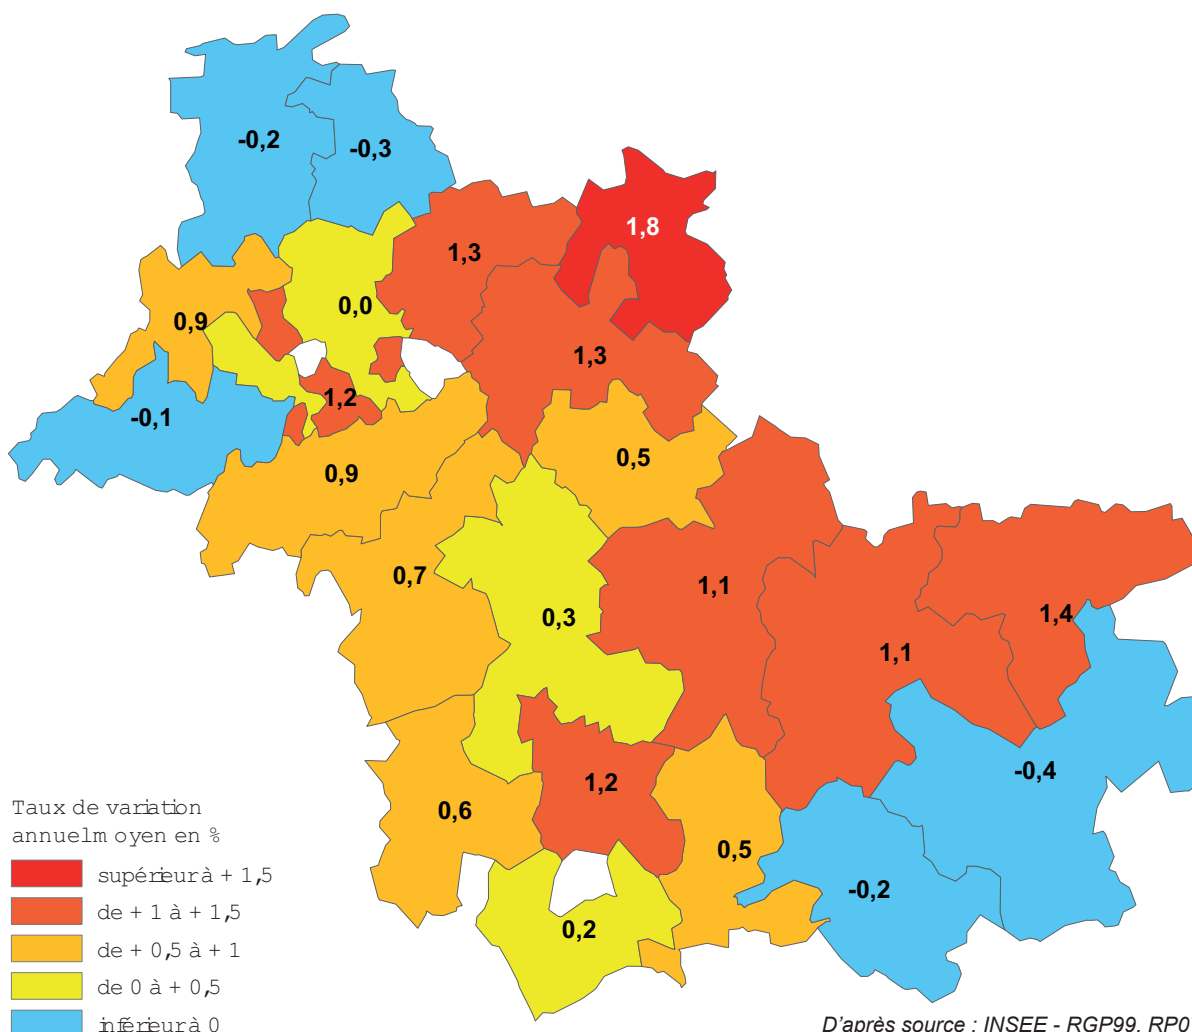 -0,2
-0,3
1,8
1,3
0,0
0,9
1,3
1,2
-0,1
0,5
0,9
0,7
1,1
0,3
1,4
1,1
-0,4
1,2
0,6
0,5
-0,2
0,2
Taux de variation
annuel moyen en %
supérieur à + 1,5
de + 1 à + 1,5
de + 0,5 à + 1
de 0 à + 0,5
inférieur à 0
D'après source : INSEE - RGP99, RP0